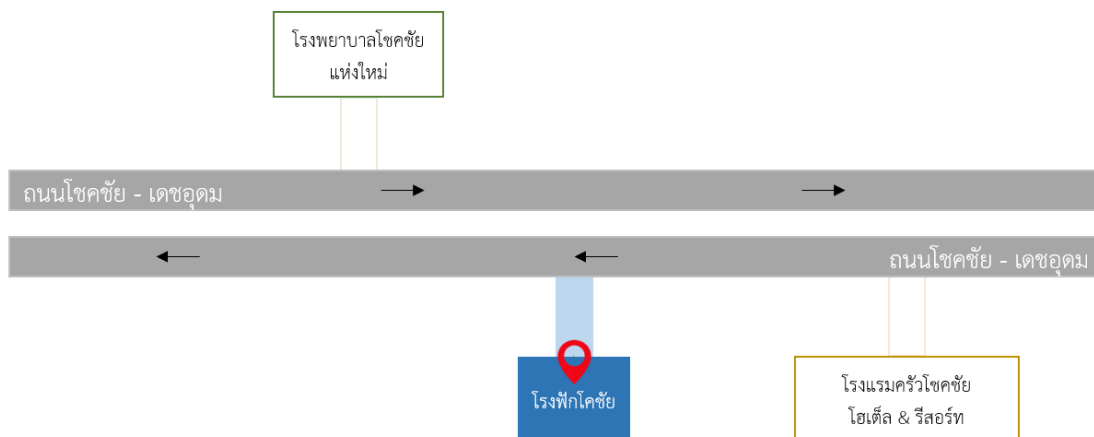 โรงพยาบาลโชคชัย
แห่งใหม่
ถนนโชคชัย - เดชอุดม
ถนนโชคชัย - เดชอุดม
โรงฟักโคชัย
โรงแรมครัวโชคชัย
โฮเต็ล & รีสอร์ท